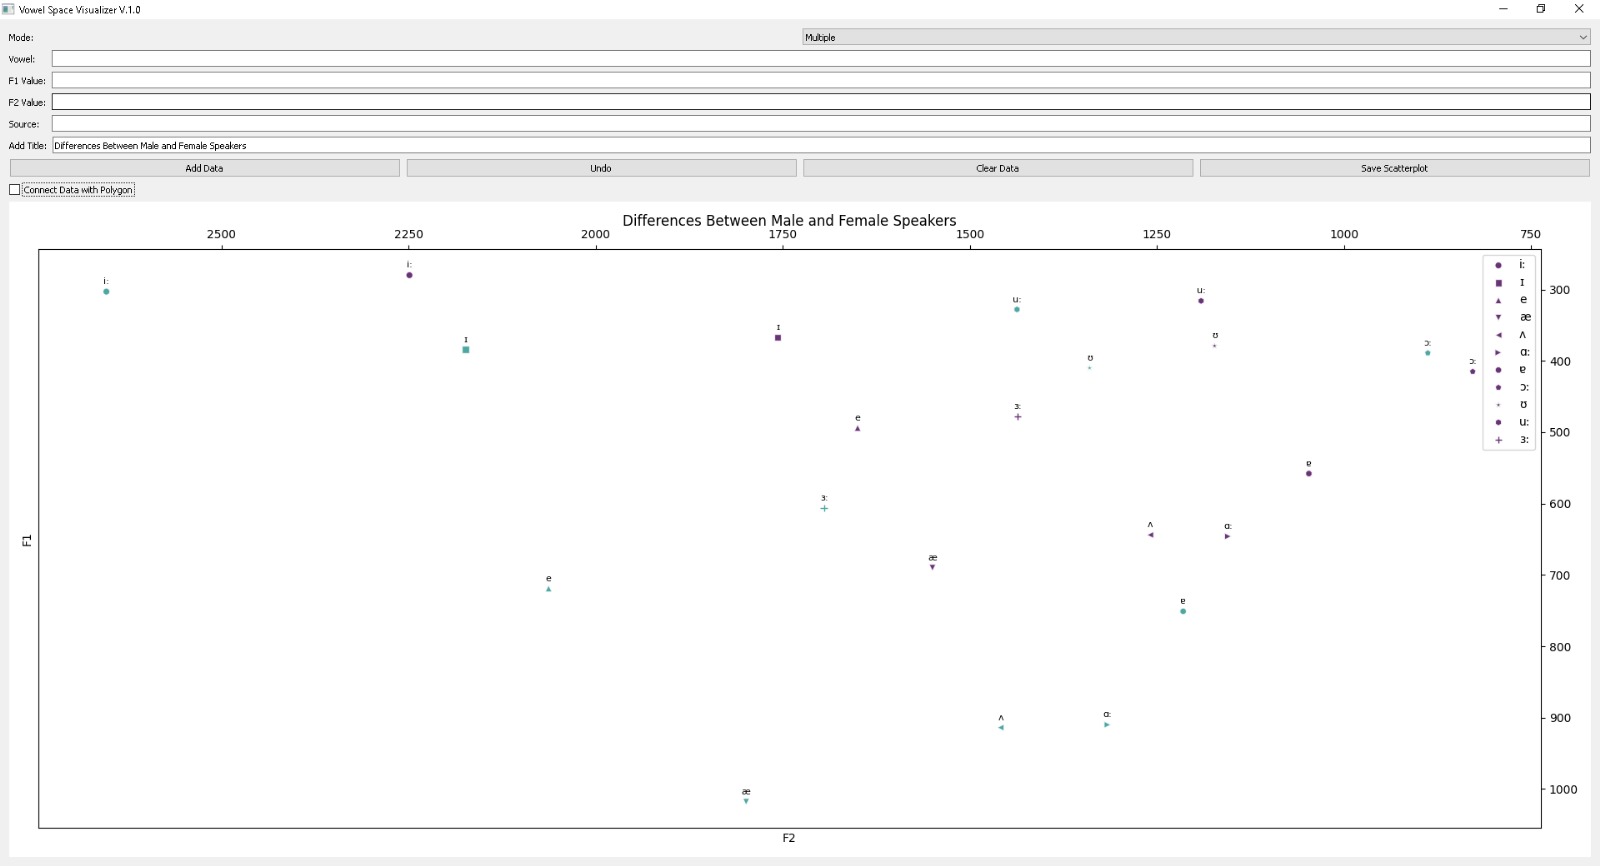 Vowel Space Visualizer V.1.0
Mode:
Multiple
Vowel:
F1 Value:
F2 Value:
Source:
Add Title: Differences Between Male and Female Speakers
Add Data Undo Clear Data Save Scatterplot
Connect Data with Polygon
Differences Between Male and Female Speakers
2500 2250 2000 1750 1500 1250 1000 750
i:
i:
u:
u:
ɪ
ɪ
ʊ
ʊ
ɔ:
ɔ:
e
ɜ:
ɐ
ɜ:
ʌ
ɑ:
æ
e
ɐ
ʌ
ɑ:
æ
i:
ɪ
e
æ
ʌ
ɑ:
ɐ
ɔ:
ʊ
u:
ɜ:
300
400
500
600
700
800
900
1000
F1
F2